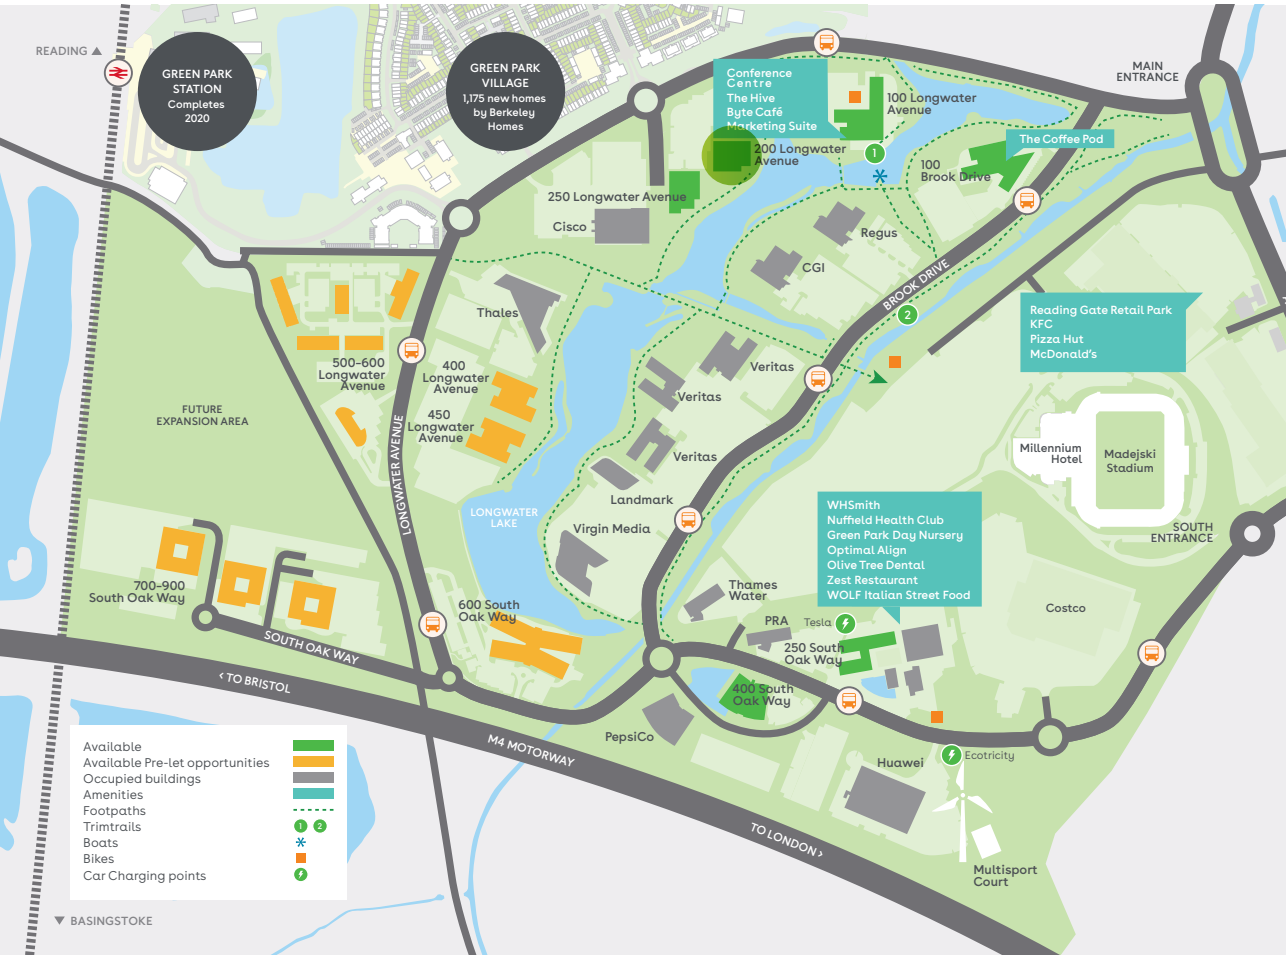 READING ▲
GREEN PARK
STATION
Completes
2020
GREEN PARK
VILLAGE
1,175 new homes
by Berkeley
Homes
MAIN
ENTRANCE
Conference
Centre
The Hive
Byte Café
Marketing Suite
100 Longwater
Avenue
200 Longwater
Avenue
1
The Coffee Pod
100
Brook Drive
250 Longwater Avenue
Cisco
Regus
CGI
BROOK DRIVE
2
Thales
Reading Gate Retail Park
KFC
Pizza Hut
McDonald's
500-600
Longwater
Avenue
400
Longwater
Avenue
450
Longwater
Avenue
Veritas
Veritas
Veritas
FUTURE
EXPANSION AREA
LONGWATER AVENUE
Millennium
Hotel
Madejski
Stadium
Landmark
LONGWATER
LAKE
Virgin Media
WHSmith
Nuffield Health Club
Green Park Day Nursery
Optimal Align
Olive Tree Dental
Zest Restaurant
WOLF Italian Street Food
SOUTH
ENTRANCE
700-900
South Oak Way
Thames
Water
Costco
600 South
Oak Way
PRA
Tesla
SOUTH OAK WAY
250 South
Oak Way
‹ TO BRISTOL
400 South
Oak Way
PepsiCo
M4 MOTORWAY
Huawei
Ecotricity
TO LONDON ›
Multisport
Court
Available
Available Pre-let opportunities
Occupied buildings
Amenities
Footpaths
Trimtrails 1 2
Boats
Bikes
Car Charging points
▼ BASINGSTOKE